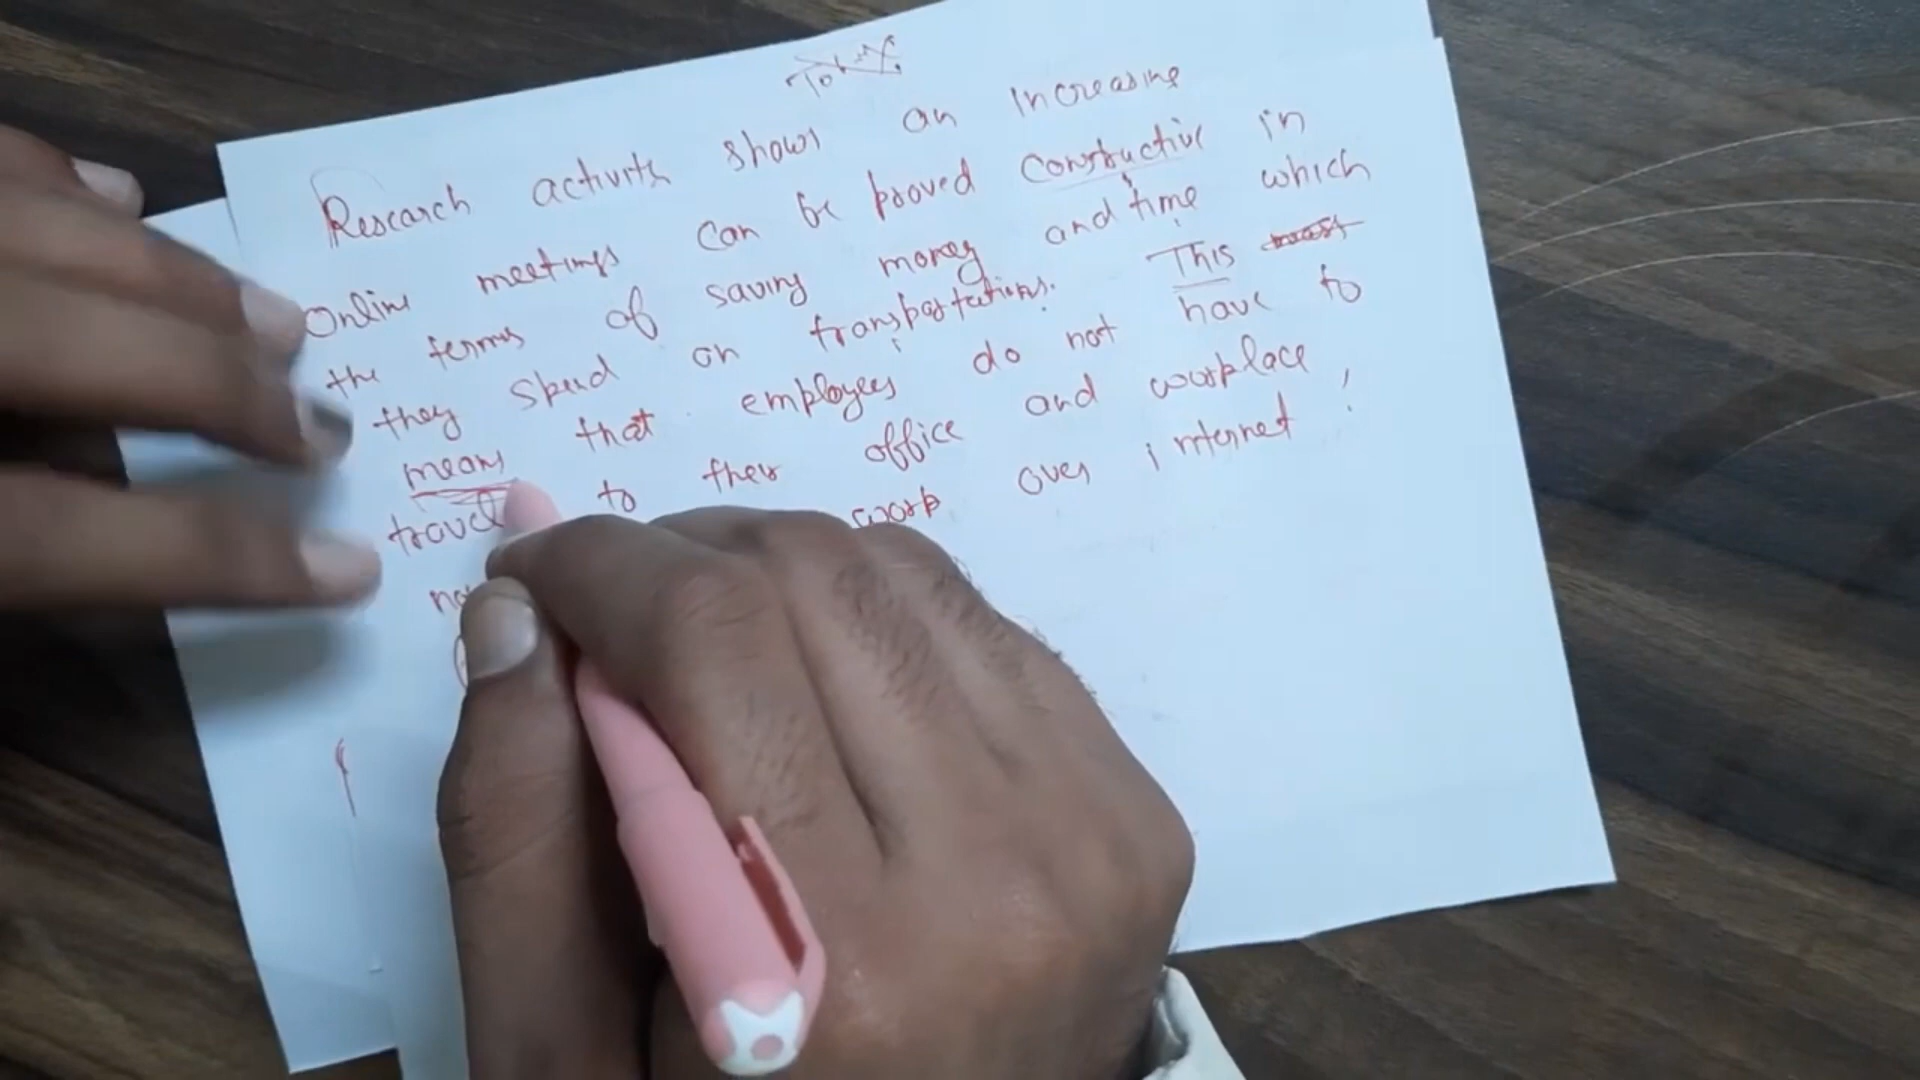 Research activity shows an increasing
Online meetings can be proved constructive in
the terms of saving money and time which
they spend on transportations. This
means that employees do not have to
travel to their office and workplace
work over internet